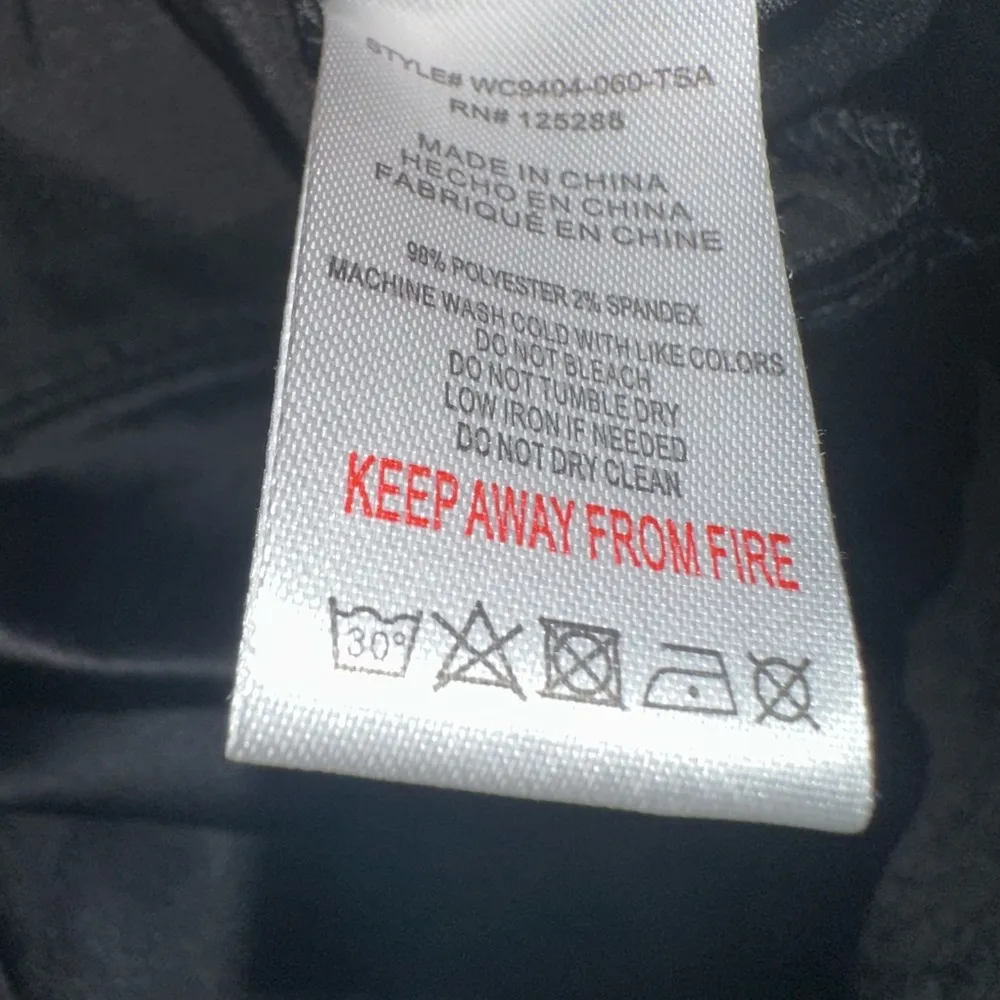 STYLE# WC9404-060-TSA
RN# 125285
MADE IN CHINA
HECHO EN CHINA
FABRIQUÉ EN CHINE
98% POLYESTER 2% SPANDEX
MACHINE WASH COLD WITH LIKE COLORS
DO NOT BLEACH
DO NOT TUMBLE DRY
LOW IRON IF NEEDED
DO NOT DRY CLEAN
KEEP AWAY FROM FIRE
30°